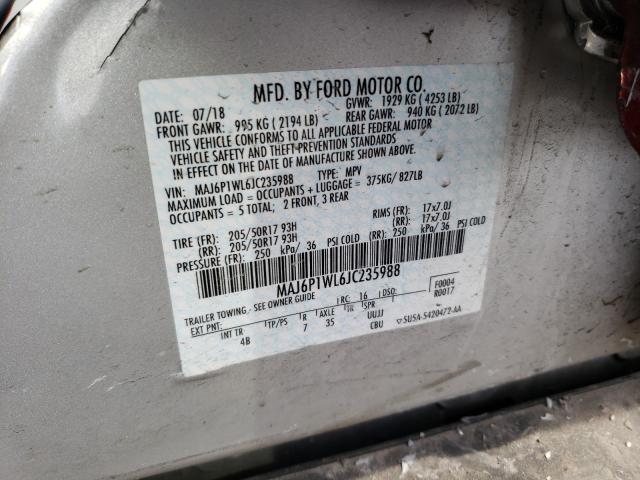 MFD. BY FORD MOTOR CO.
DATE: 07/18 GVWR: 1929 KG ( 4253 LB)
FRONT GAWR: 995 KG ( 2194 LB) REAR GAWR: 940 KG ( 2072 LB)
THIS VEHICLE CONFORMS TO ALL APPLICABLE FEDERAL MOTOR
VEHICLE SAFETY AND THEFT PREVENTION STANDARDS
IN EFFECT ON THE DATE OF MANUFACTURE SHOWN ABOVE.
VIN: MAJ6P1WL6JC235988 TYPE: MPV
MAXIMUM LOAD = OCCUPANTS + LUGGAGE = 375KG/ 827LB
OCCUPANTS = 5 TOTAL; 2 FRONT, 3 REAR
TIRE (FR): 205/50R17 93H RIMS (FR): 17x7.0J
(RR): 205/50R17 93H (RR): 17x7.0J
PRESSURE (FR): 250 kPa/ 36 PSI COLD (RR): 250 kPa/ 36 PSI COLD
MAJ6P1WL6JC235988
TRAILER TOWING - SEE OWNER GUIDE RC: 16 DSO: F0004
R0017
EXT PNT: INT TR TP/PS R AXLE TR SPR UUJJ
4B 7 35 CBU ▽SU5A-5420472-AA